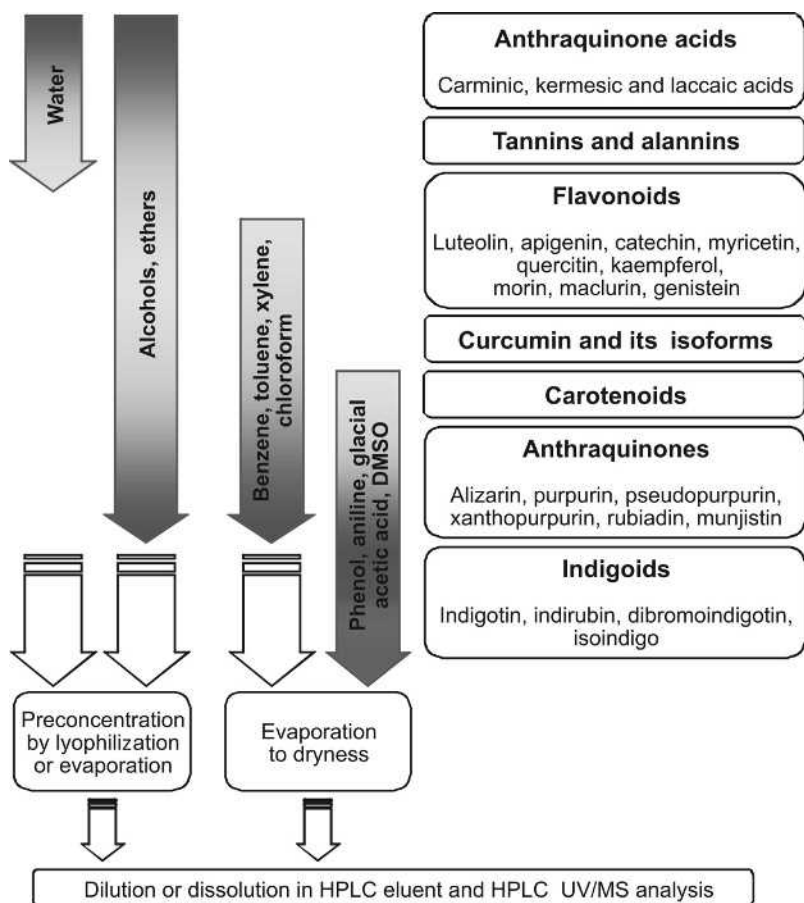 Water
Alcohols, ethers
Benzene, toluene, xylene,
chloroform
Phenol, aniline, glacial
acetic acid, DMSO
Anthraquinone acids
Carminic, kermesic and laccaic acids
Tannins and alannins
Flavonoids
Luteolin, apigenin, catechin, myricetin,
quercitin, kaempferol,
morin, maclurin, genistein
Curcumin and its isoforms
Carotenoids
Anthraquinones
Alizarin, purpurin, pseudopurpurin,
xanthopurpurin, rubiadin, munjistin
Indigoids
Indigotin, indirubin, dibromoindigotin,
isoindigo
Preconcentration
by lyophilization
or evaporation
Evaporation
to dryness
Dilution or dissolution in HPLC eluent and HPLC UV/MS analysis